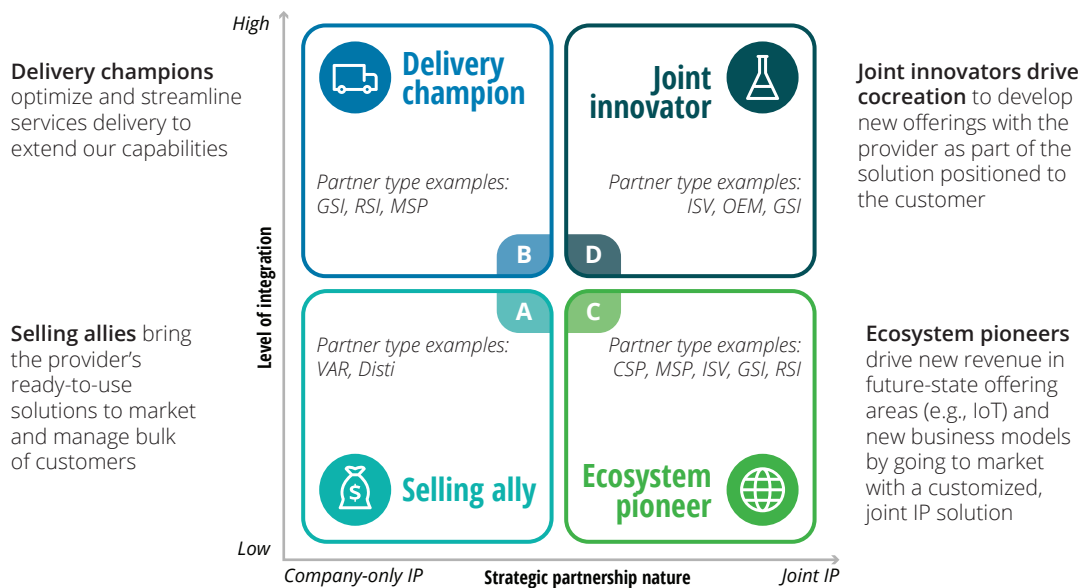 High
Delivery champions
optimize and streamline
services delivery to
extend our capabilities
Delivery
champion
Partner type examples:
GSI, RSI, MSP
B
Joint
innovator
Partner type examples:
ISV, OEM, GSI
D
Joint innovators drive
cocreation to develop
new offerings with the
provider as part of the
solution positioned to
the customer
Level of integration
Selling allies bring
the provider’s
ready-to-use
solutions to market
and manage bulk
of customers
A
Partner type examples:
VAR, Disti
$
Selling ally
C
Partner type examples:
CSP, MSP, ISV, GSI, RSI
Ecosystem
pioneer
Ecosystem pioneers
drive new revenue in
future-state offering
areas (e.g., IoT) and
new business models
by going to market
with a customized,
joint IP solution
Low
Company-only IP
Strategic partnership nature
Joint IP